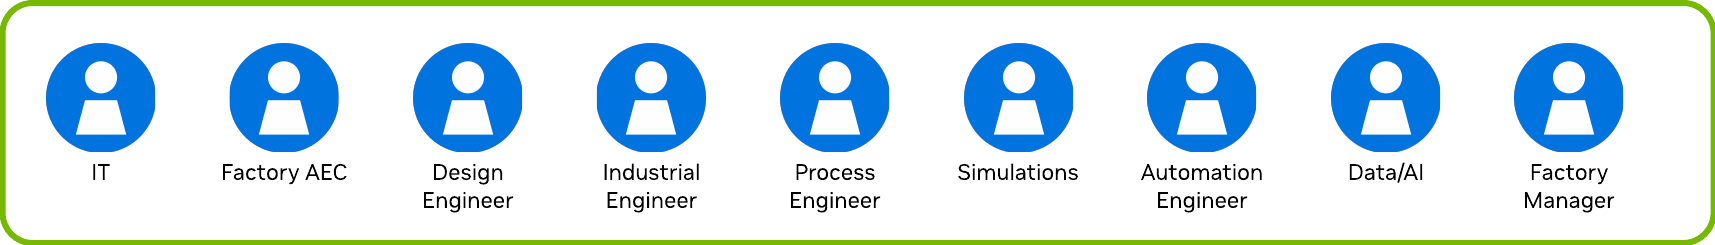 IT
Factory AEC
Design
Engineer
Industrial
Engineer
Process
Engineer
Simulations
Automation
Engineer
Data/AI
Factory
Manager